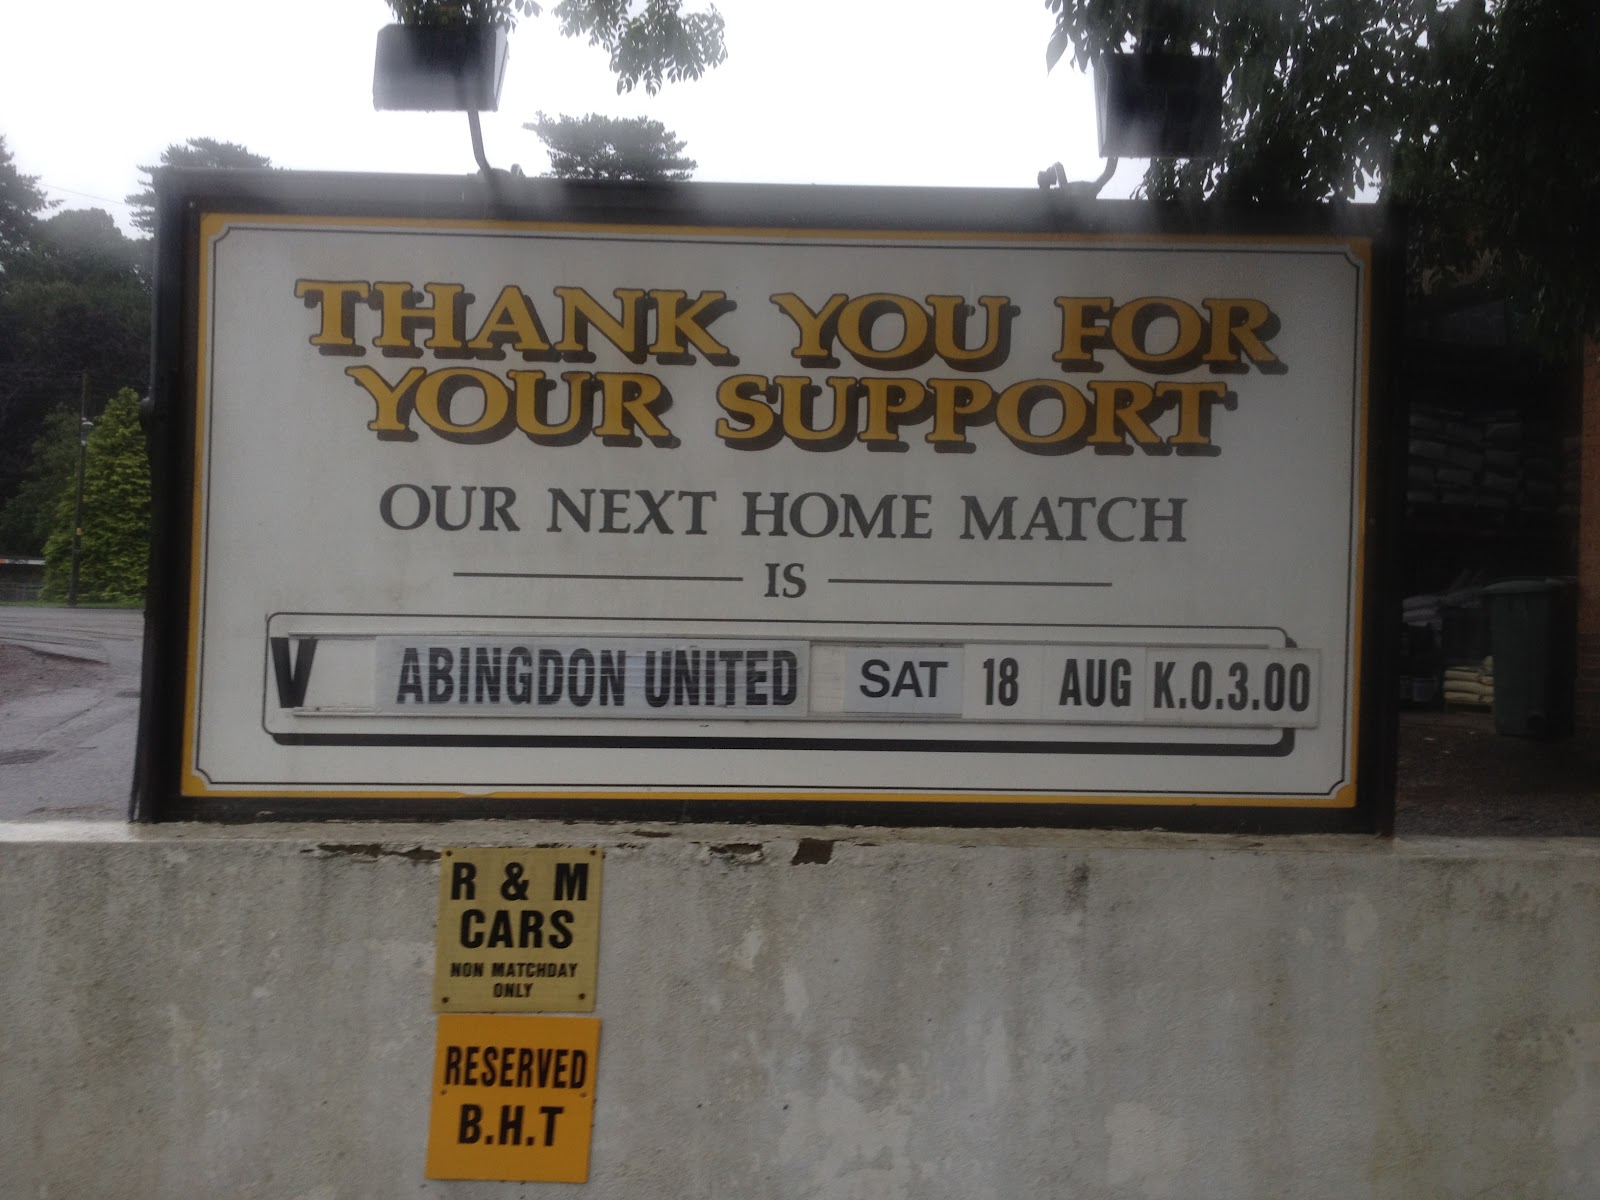 THANK YOU FOR
YOUR SUPPORT
OUR NEXT HOME MATCH
IS
V ABINGDON UNITED SAT 18 AUG K.O.3.00
R & M
CARS
NON MATCHDAY
ONLY
RESERVED
B.H.T